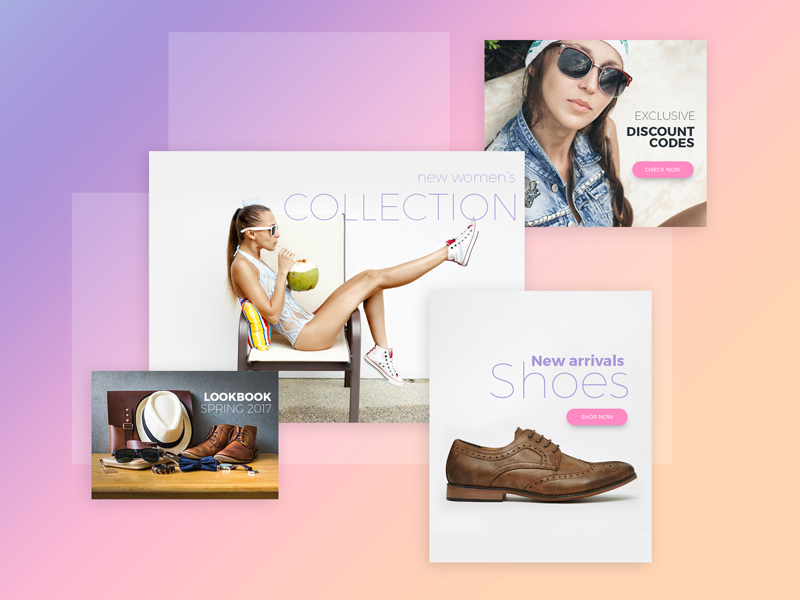 EXCLUSIVE
DISCOUNT
CODES
CHECK NOW
new women's
COLLECTION
New arrivals
Shoes
SHOP NOW
LOOKBOOK
SPRING 2017